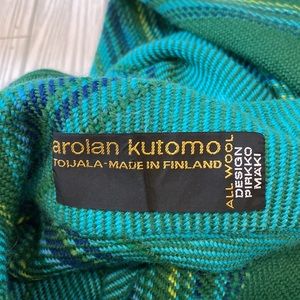 arolan kutomo
TOIJALA-MADE IN FINLAND
ALL WOOL
DESIGN
PIRKKO
MÄKI